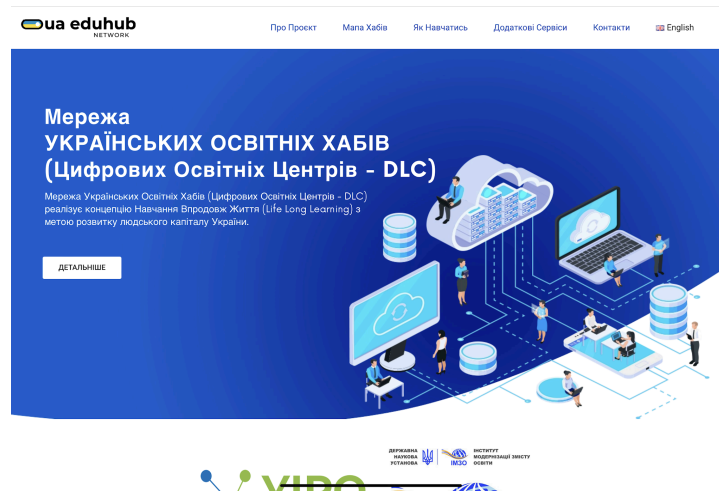 ua eduhub
NETWORK
Про Проєкт
Мапа Хабів
Як Навчатись
Додаткові Сервіси
Контакти
English
Мережа
УКРАЇНСЬКИХ ОСВІТНІХ ХАБІВ
(Цифрових Освітніх Центрів - DLC)
Мережа Українських Освітніх Хабів (Цифрових Освітніх Центрів - DLC)
реалізує концепцію Навчання Впродовж Життя (Life Long Learning) з
метою розвитку людського капіталу України.
ДЕТАЛЬНІШЕ
ДЕРЖАВНА
НАУКОВА
УСТАНОВА
ІМЗО
ІНСТИТУТ
МОДЕРНІЗАЦІЇ ЗМІСТУ
ОСВІТИ